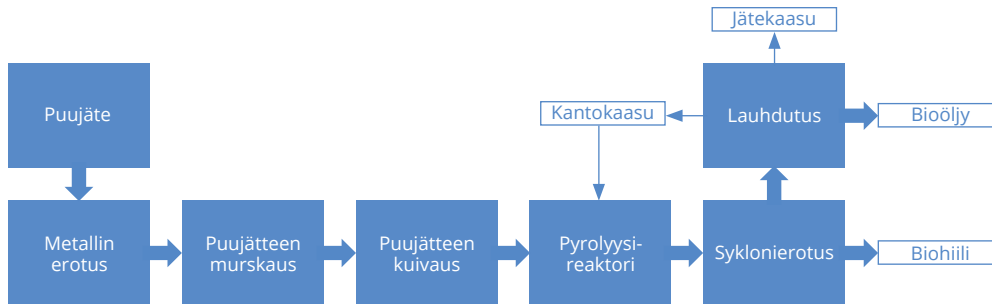 Jätekaasu
Puujäte
Kantokaasu
Lauhdutus
Bioöljy
Metallin
erotus
Puujätteen
murskaus
Puujätteen
kuivaus
Pyrolyysi-
reaktori
Syklonierotus
Biohiili